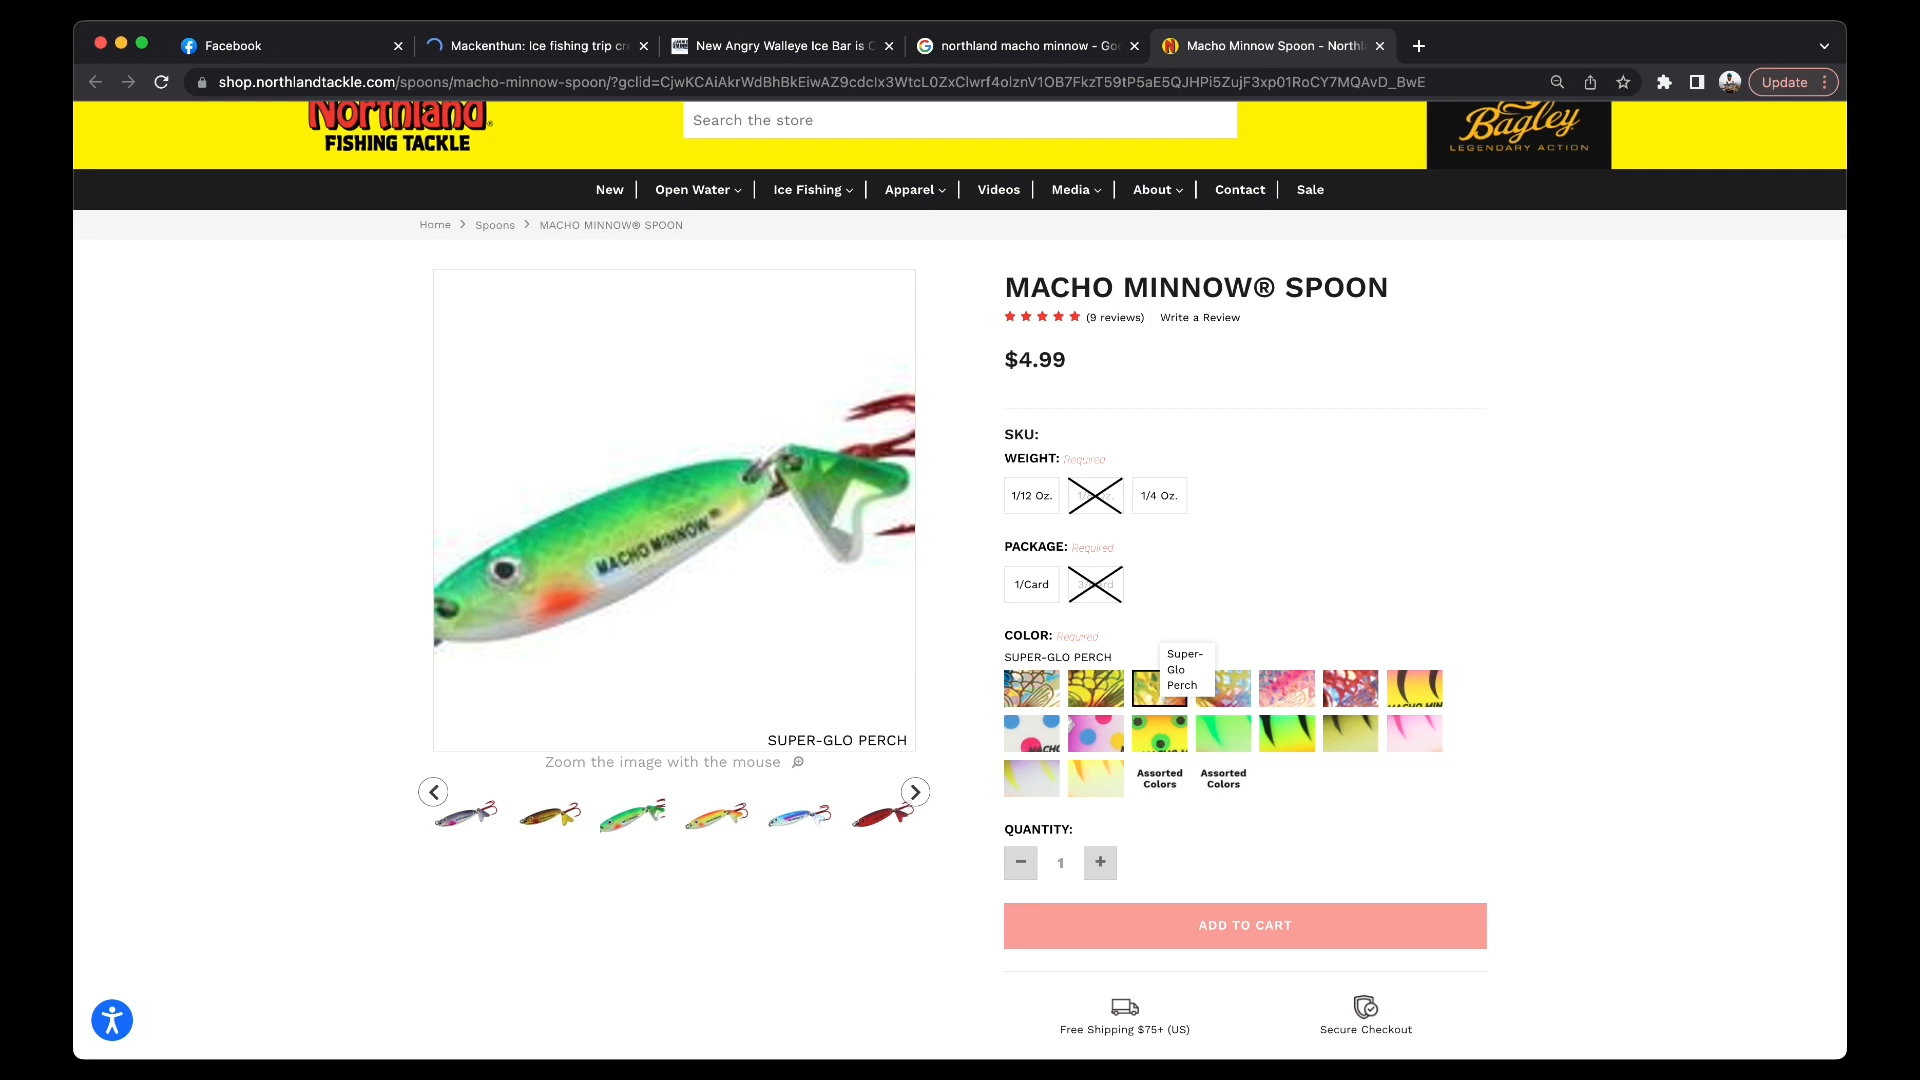 Facebook
Mackenthun: Ice fishing trip cr
New Angry Walleye Ice Bar is C
northland macho minnow - Goo
Macho Minnow Spoon - Northl
shop.northlandtackle.com/spoons/macho-minnow-spoon/?gclid=CjwKCAiAkrWdBhBkEiwAZ9cdcIx3WtcL0ZxClwrf4olznV1OB7FkzT59tP5aE5QJHPi5ZujF3xp01RoCY7MQAvD_BwE
Update
Northland®
FISHING TACKLE
Search the store
Bagley
LEGENDARY ACTION
New
Open Water
Ice Fishing
Apparel
Videos
Media
About
Contact
Sale
Home > Spoons > MACHO MINNOW® SPOON
MACHO MINNOW™
SUPER-GLO PERCH
Zoom the image with the mouse
MACHO MINNOW® SPOON
(9 reviews) Write a Review
$4.99
SKU:
WEIGHT: Required
1/12 Oz.
1/4 Oz.
PACKAGE: Required
1/Card
COLOR: Required
SUPER-GLO PERCH
Super-
Glo
Perch
Assorted
Colors
Assorted
Colors
QUANTITY:
1
ADD TO CART
Free Shipping $75+ (US)
Secure Checkout